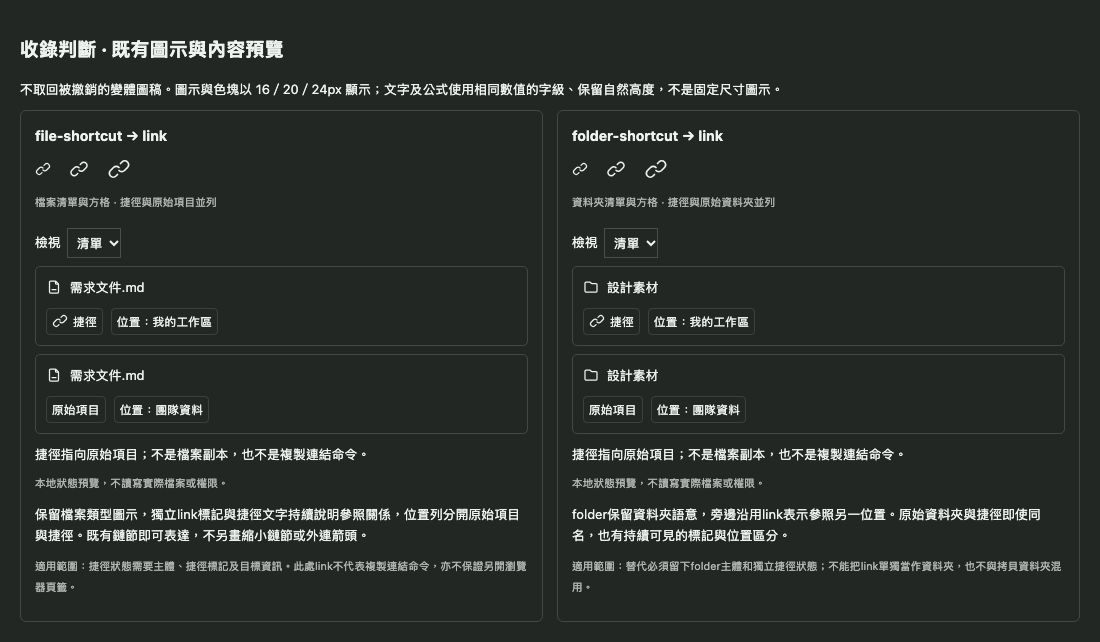 收錄判斷 · 既有圖示與內容預覽
不取回被撤銷的變體圖稿。圖示與色塊以 16 / 20 / 24px 顯示；文字及公式使用相同數值的字級、保留自然高度，不是固定尺寸圖示。
file-shortcut → link
檔案清單與方格 · 捷徑與原始項目並列
檢視 清單
需求文件.md
捷徑 位置：我的工作區
需求文件.md
原始項目 位置：團隊資料
捷徑指向原始項目；不是檔案副本，也不是複製連結命令。
本地狀態預覽，不讀寫實際檔案或權限。
保留檔案類型圖示，獨立link標記與捷徑文字持續說明參照關係，位置列分開原始項目
與捷徑。既有鏈節即可表達，不另畫縮小鏈節或外連箭頭。
適用範圍：捷徑狀態需要主體、捷徑標記及目標資訊。此處link不代表複製連結命令，亦不保證另開瀏覽
器頁籤。
folder-shortcut → link
資料夾清單與方格 · 捷徑與原始資料夾並列
檢視 清單
設計素材
捷徑 位置：我的工作區
設計素材
原始項目 位置：團隊資料
捷徑指向原始項目；不是檔案副本，也不是複製連結命令。
本地狀態預覽，不讀寫實際檔案或權限。
folder保留資料夾語意，旁邊沿用link表示參照另一位置。原始資料夾與捷徑即使同
名，也有持續可見的標記與位置區分。
適用範圍：替代必須留下folder主體和獨立捷徑狀態；不能把link單獨當作資料夾，也不與拷貝資料夾混
用。